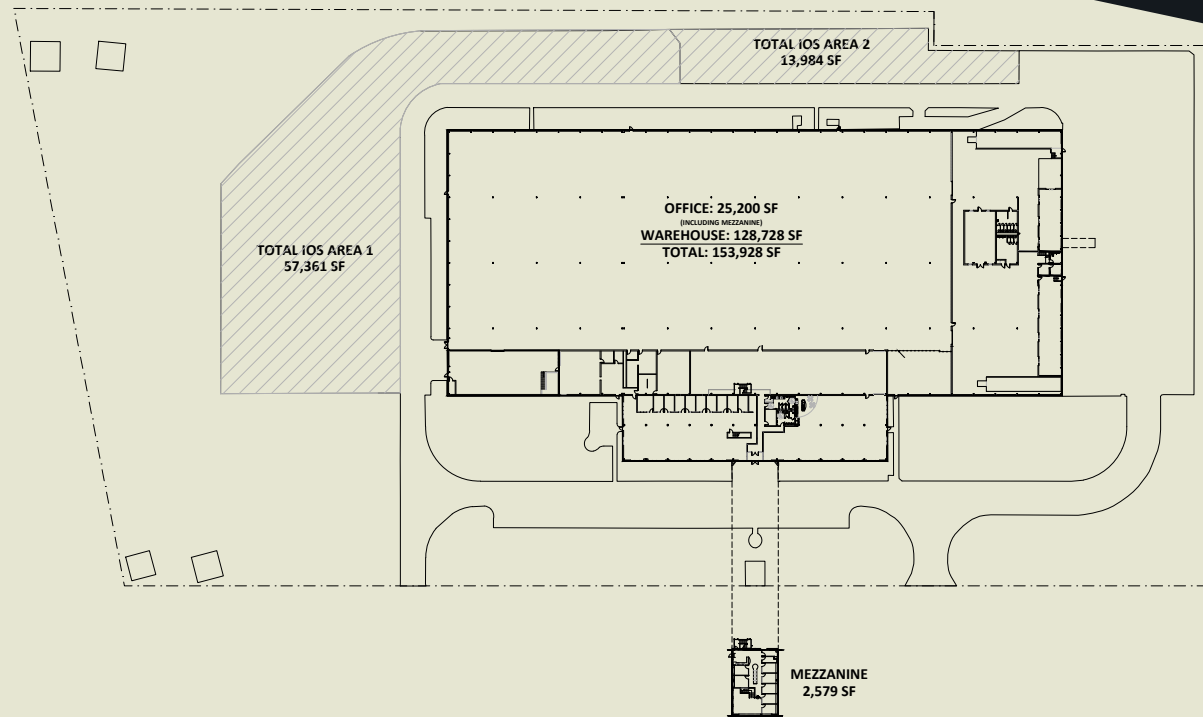 TOTAL IOS AREA 2
13,984 SF
TOTAL IOS AREA 1
57,361 SF
OFFICE: 25,200 SF
(INCLUDING MEZZANINE)
WAREHOUSE: 128,728 SF
TOTAL: 153,928 SF
MEZZANINE
2,579 SF